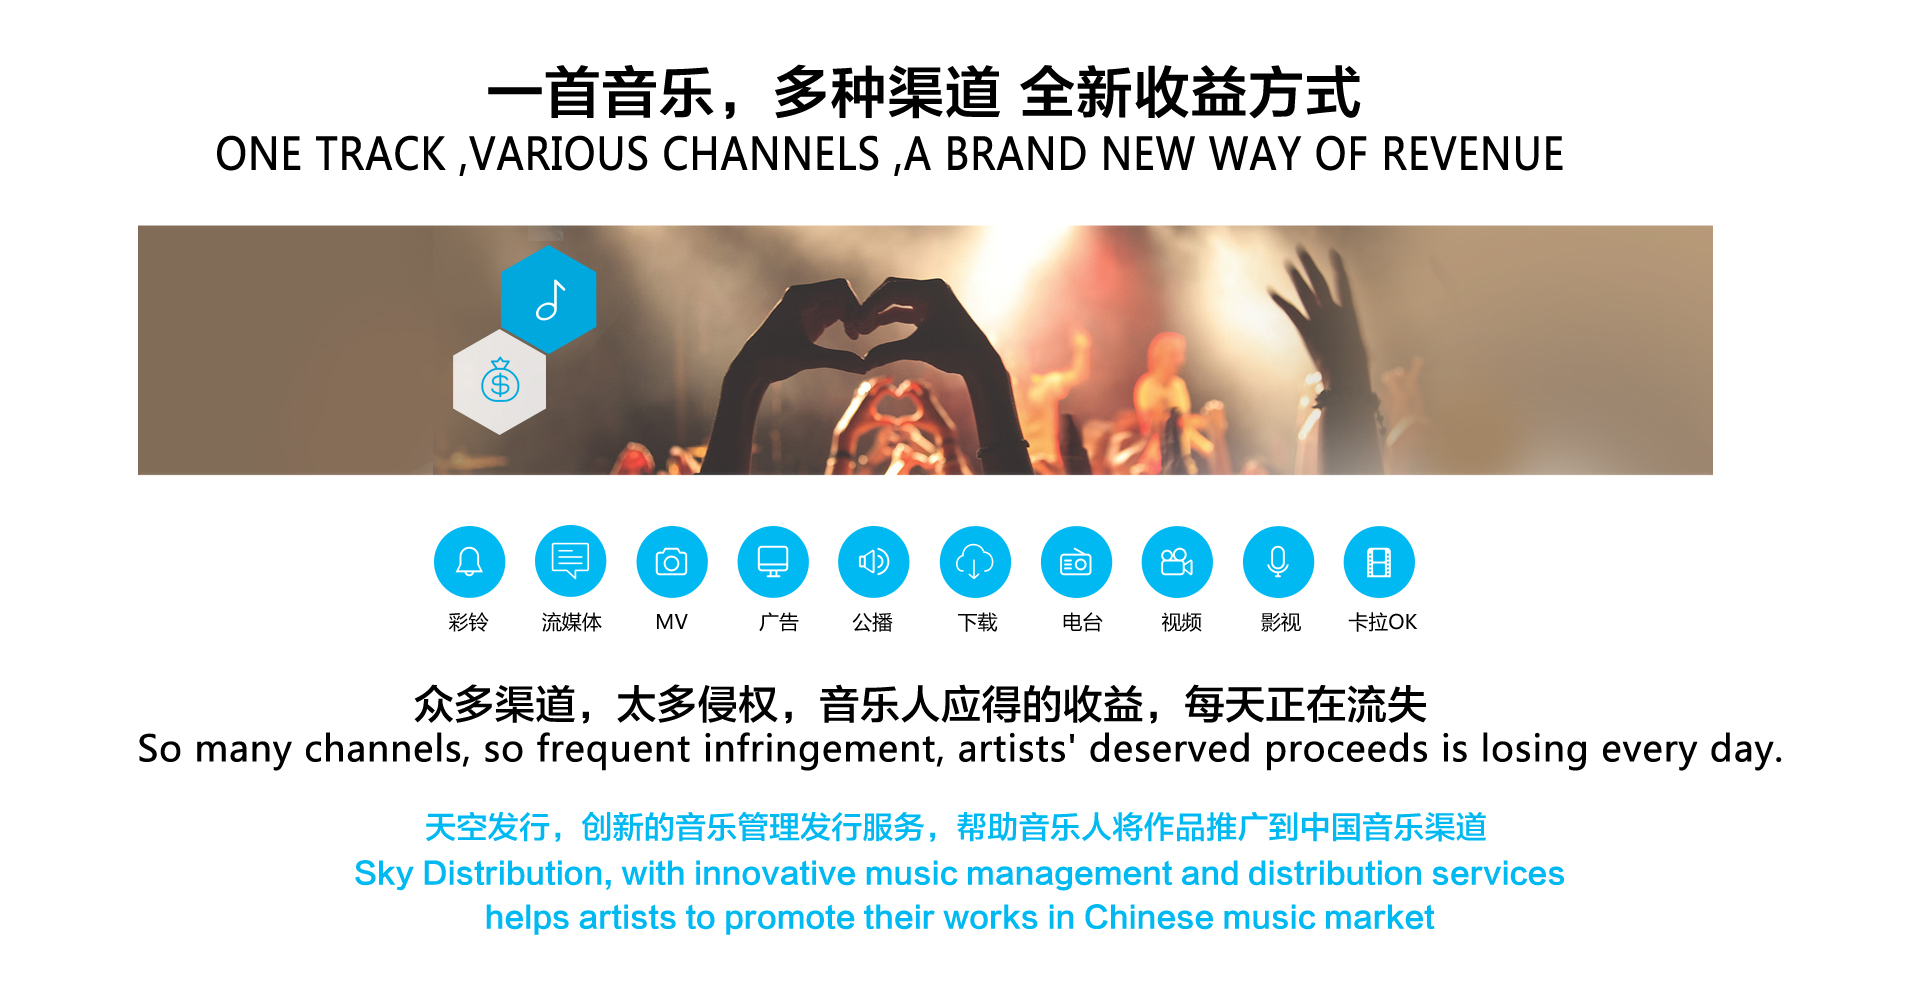 一首音乐，多种渠道 全新收益方式
ONE TRACK ,VARIOUS CHANNELS ,A BRAND NEW WAY OF REVENUE
彩铃 流媒体 MV 广告 公播 下载 电台 视频 影视 卡拉OK
众多渠道，太多侵权，音乐人应得的收益，每天正在流失
So many channels, so frequent infringement, artists' deserved proceeds is losing every day.
天空发行，创新的音乐管理发行服务，帮助音乐人将作品推广到中国音乐渠道
Sky Distribution, with innovative music management and distribution services
helps artists to promote their works in Chinese music market